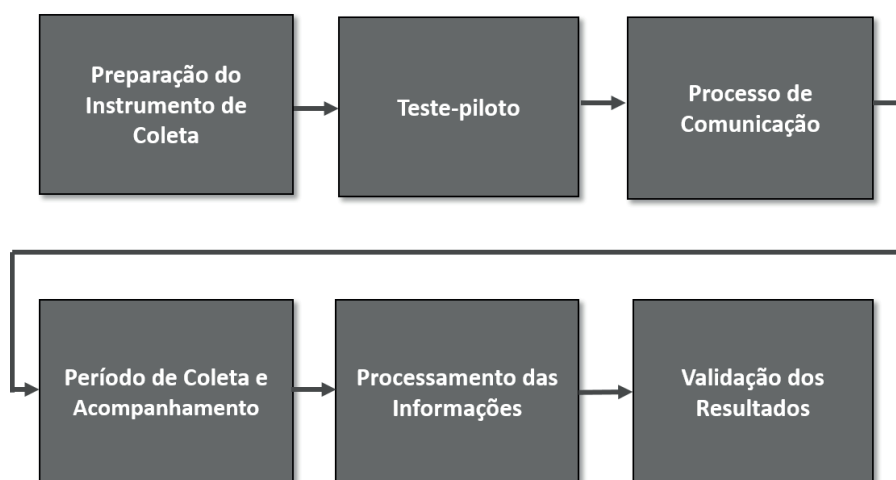 Preparação do
Instrumento de
Coleta
Teste-piloto
Processo de
Comunicação
Período de Coleta e
Acompanhamento
Processamento das
Informações
Validação dos
Resultados